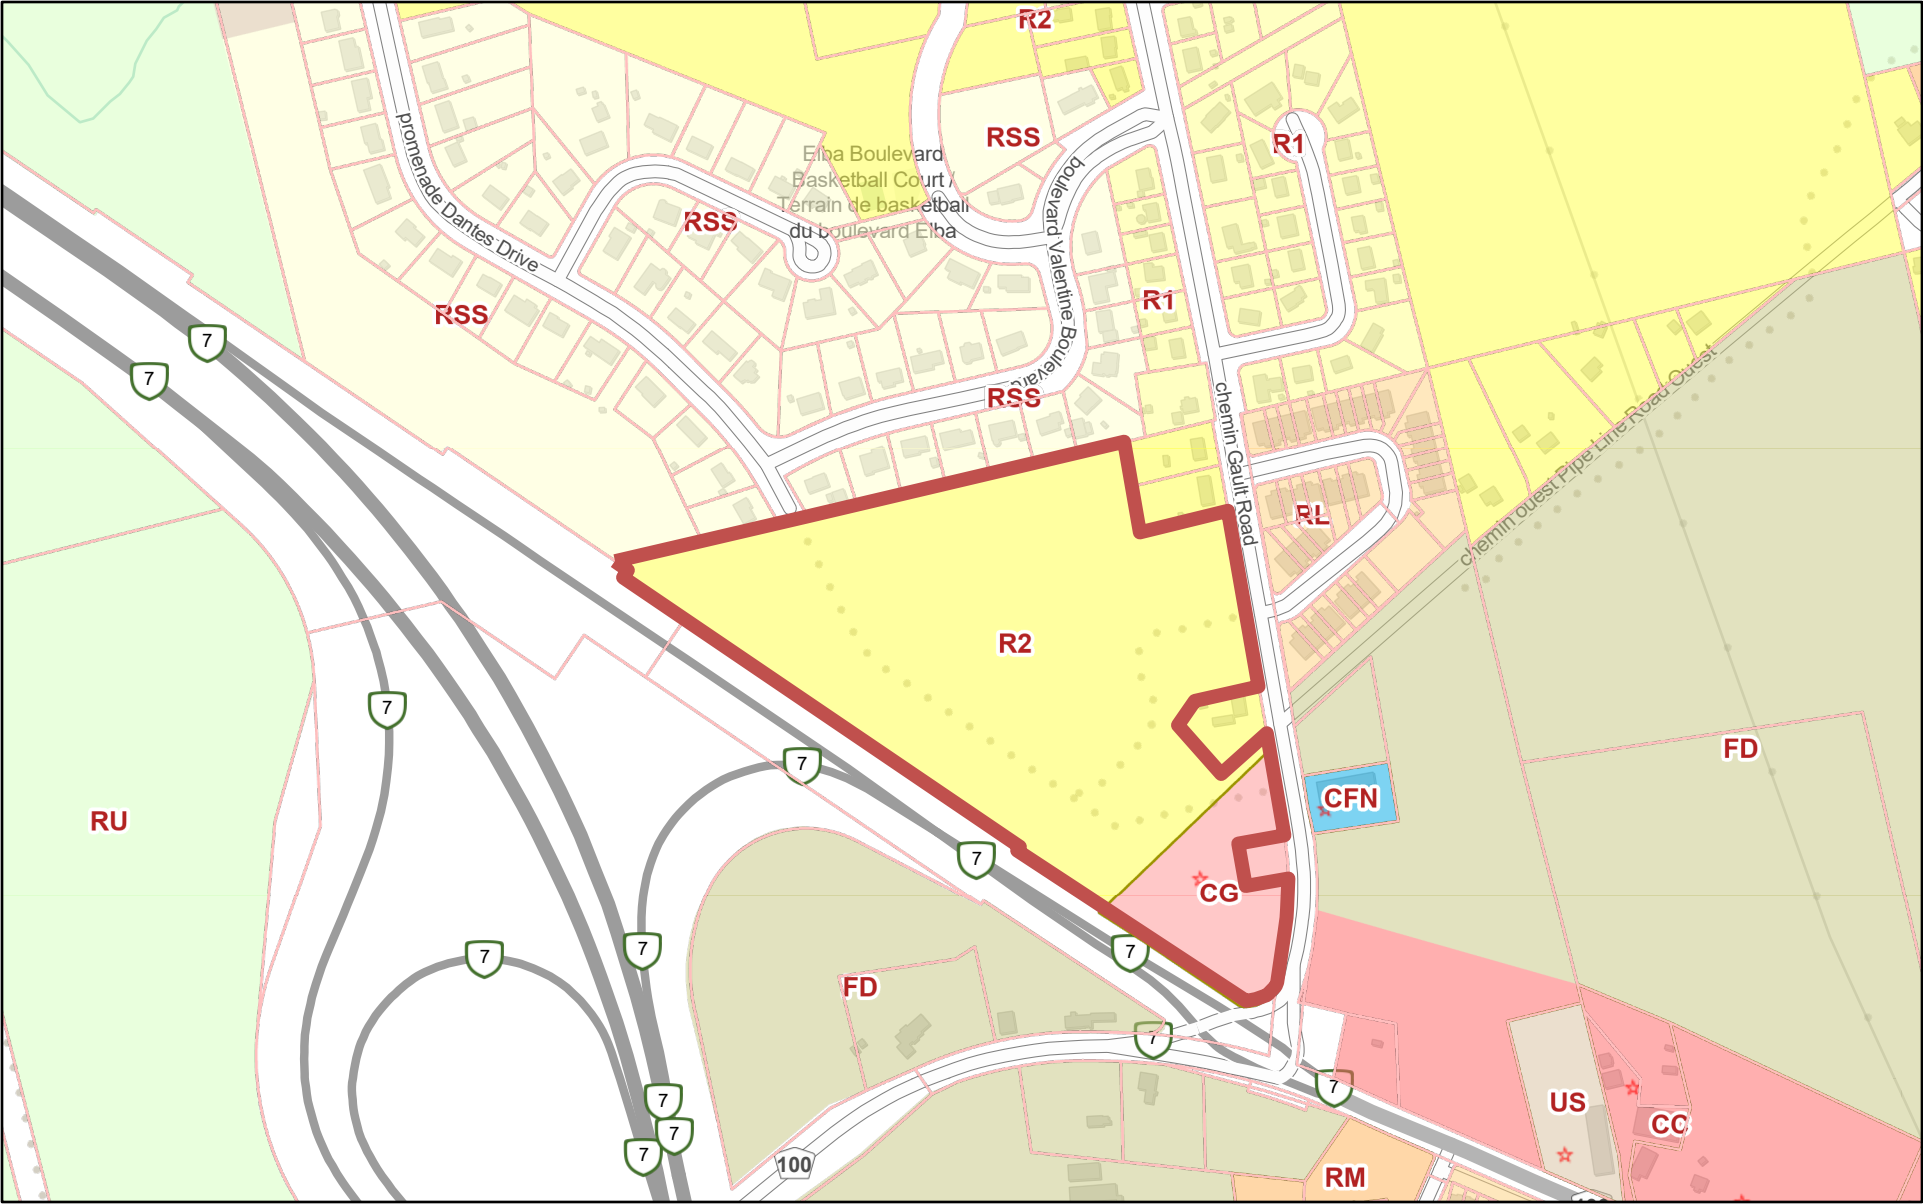 R2
promenade Dantes Drive
RSS
R1
Elba Boulevard
Basketball Court /
Terrain de basketball
du boulevard Elba
boulevard Valentine Boulevard
RSS
RSS
R1
7
7
RSS
chemin Gault Road
chemin ouest Pipe Line Road Ouest
RL
R2
7
FD
7
CFN
RU
7
CG
7
7
7
FD
7
7
7
US
CC
7
7
100
RM